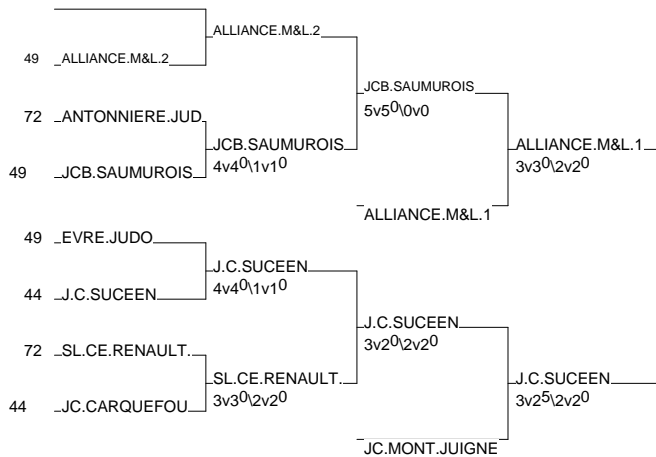 ALLIANCE.M&L.2
49 ALLIANCE.M&L.2
JCB.SAUMUROIS
5v5⁰\0v0
72 ANTONNIERE.JUD
JCB.SAUMUROIS
4v4⁰\1v1⁰
ALLIANCE.M&L.1
3v3⁰\2v2⁰
49 JCB.SAUMUROIS
ALLIANCE.M&L.1
49 EVRE.JUDO
J.C.SUCEEN
4v4⁰\1v1⁰
44 J.C.SUCEEN
J.C.SUCEEN
3v2⁰\2v2⁰
72 SL.CE.RENAULT.
SL.CE.RENAULT.
3v3⁰\2v2⁰
J.C.SUCEEN
3v2⁵\2v2⁰
44 JC.CARQUEFOU
JC.MONT.JUIGNE